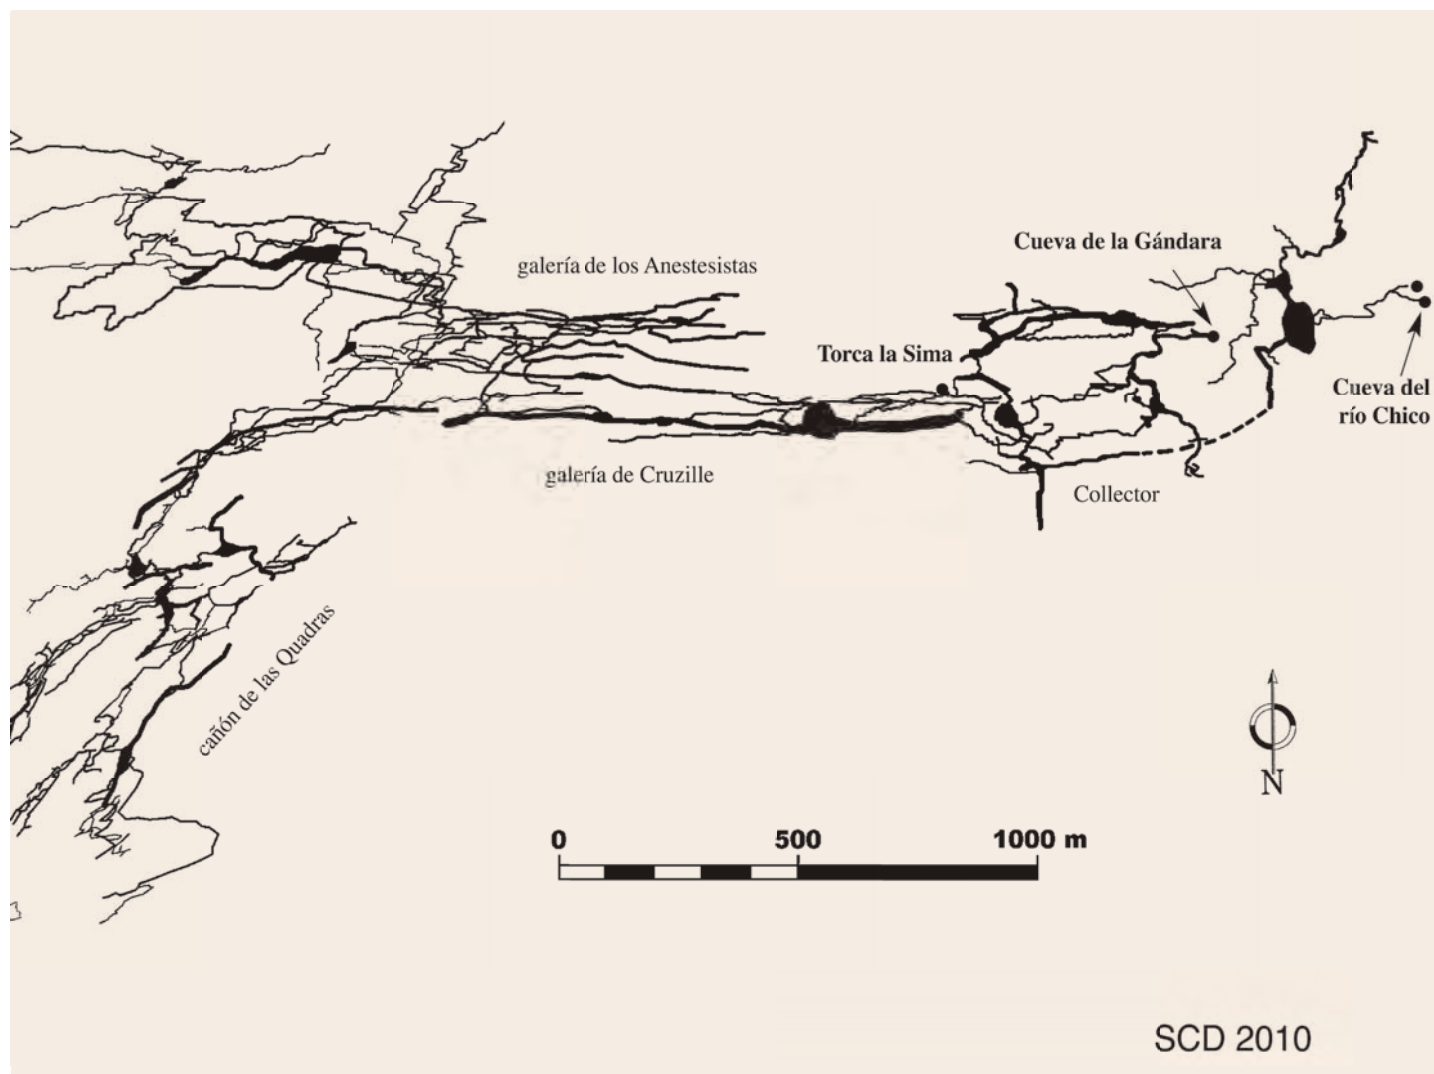 Cueva de la Gándara
galería de los Anestesistas
Torca la Sima
Cueva del
río Chico
galería de Cruzille
Collector
cañón de las Quadras
N
0 500 1000 m
SCD 2010